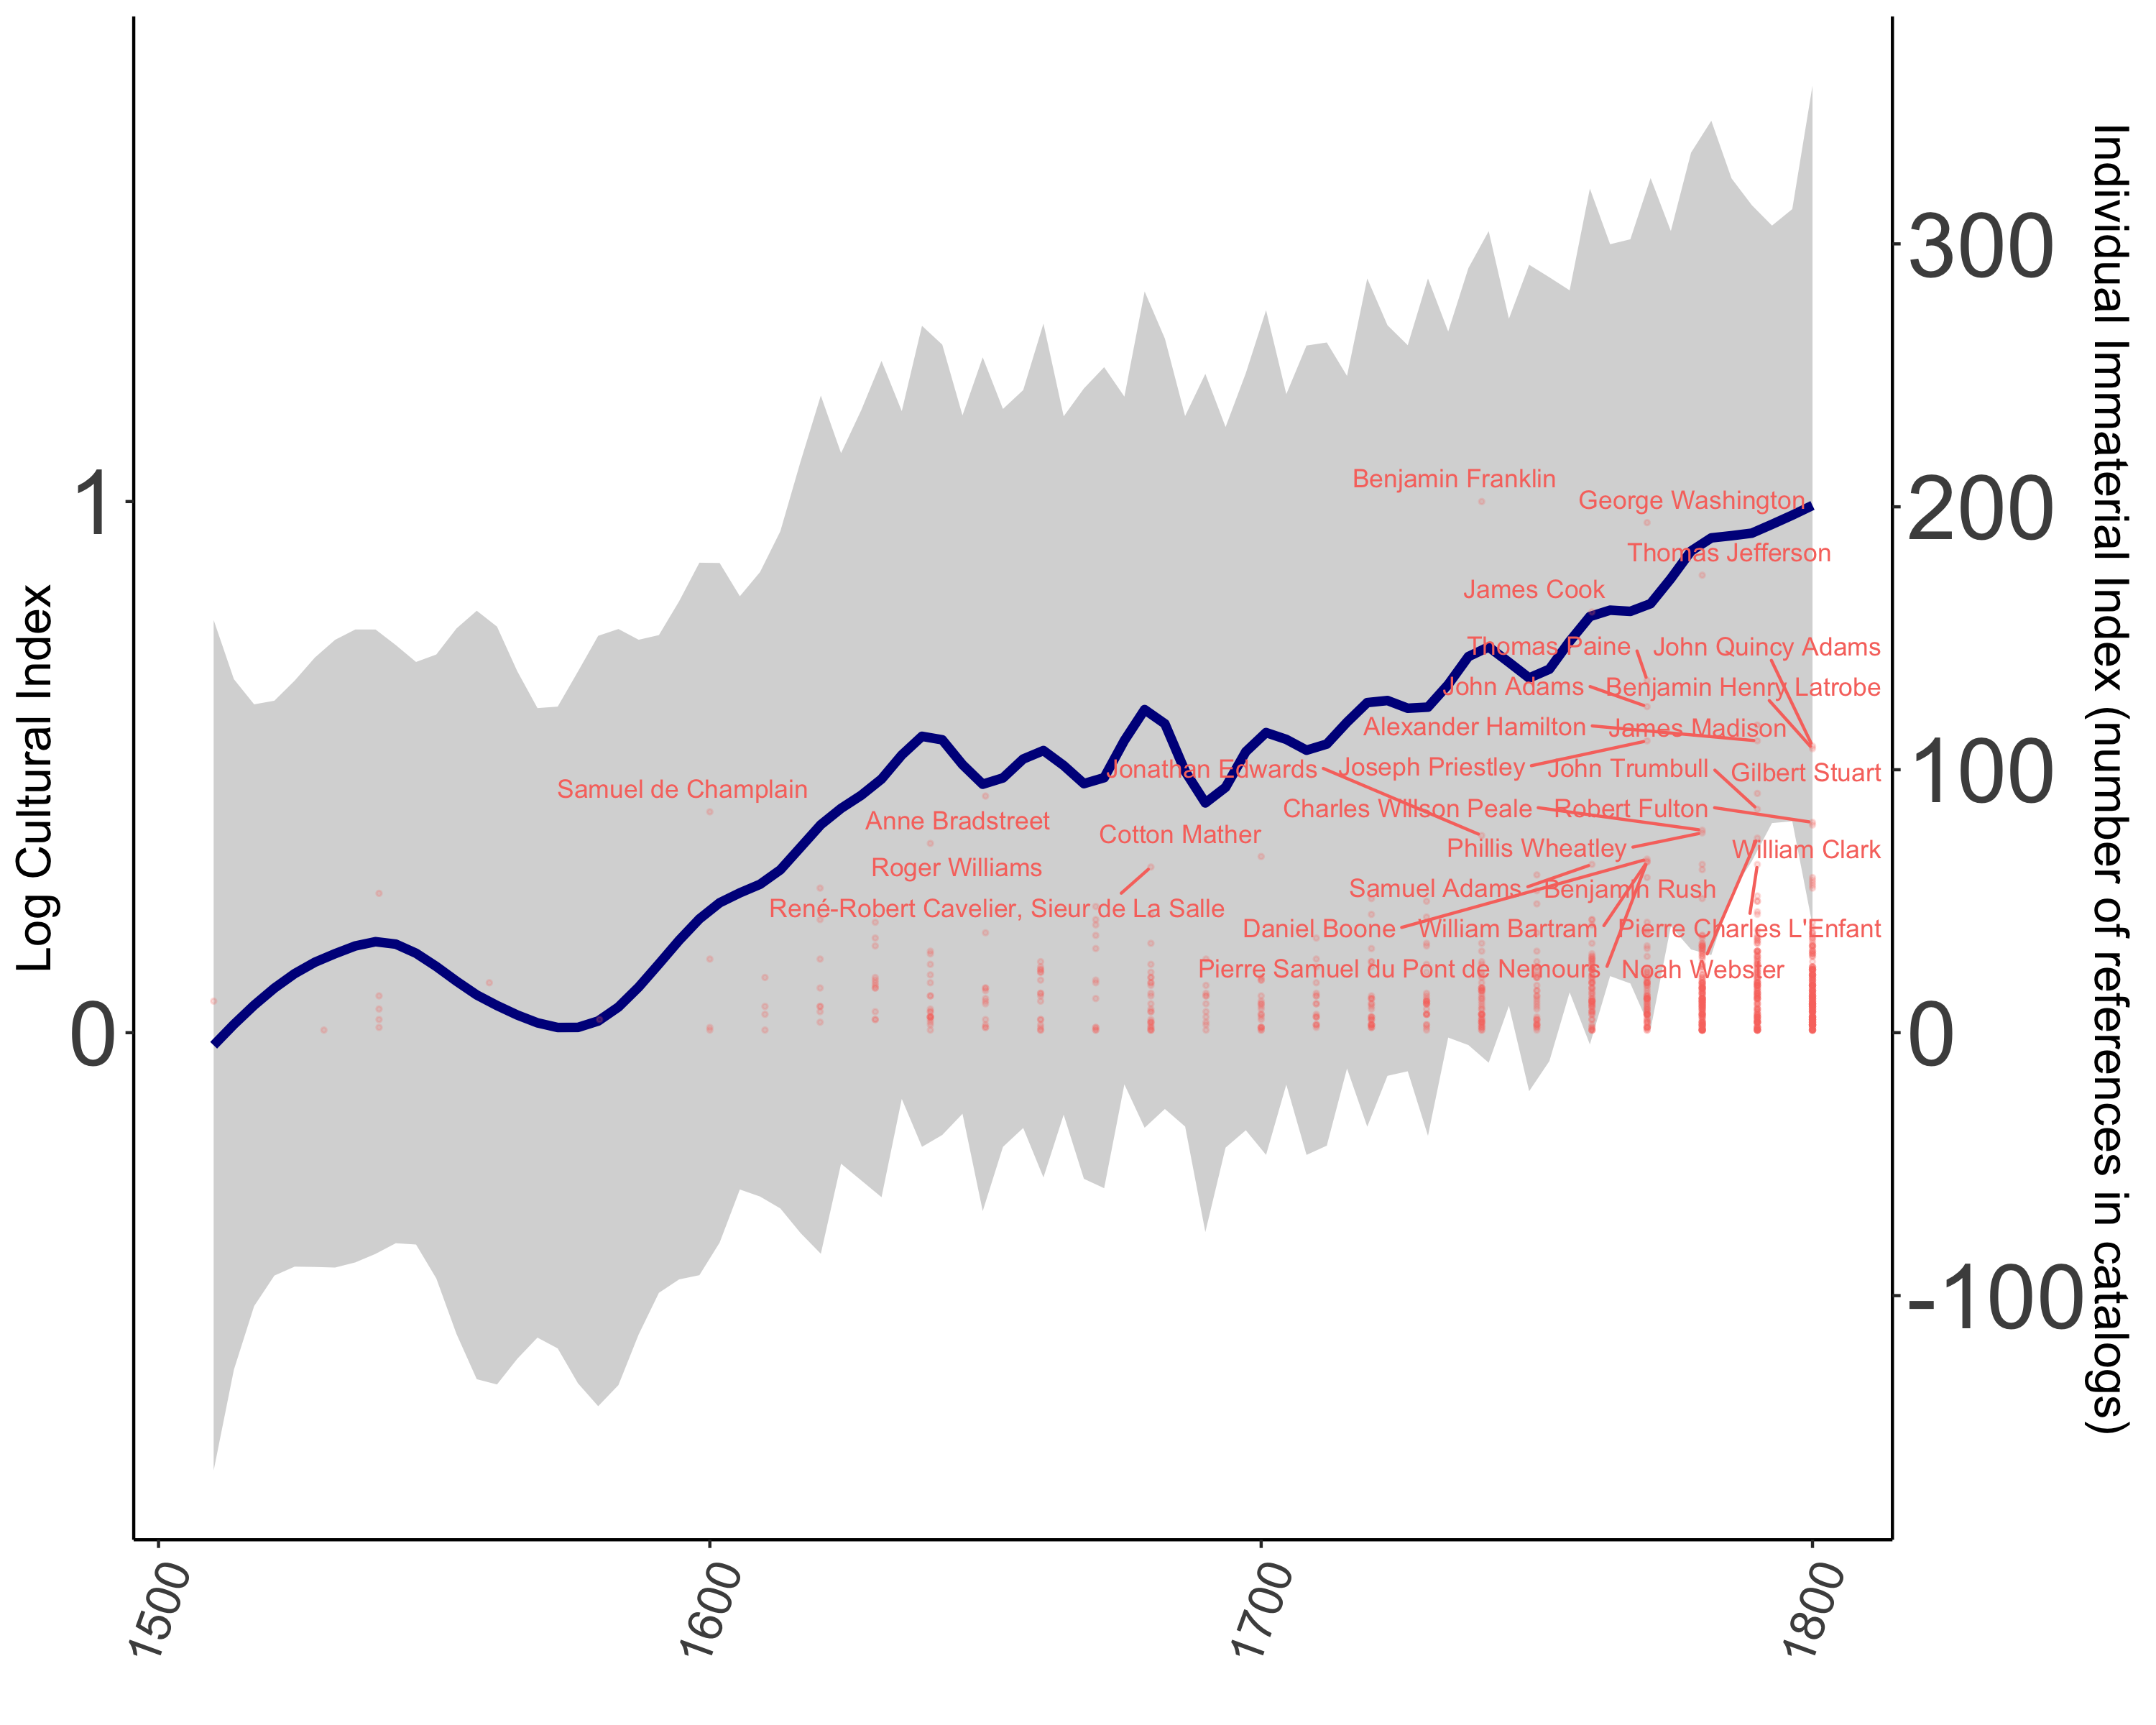 Log Cultural Index
1
0
Individual Immaterial Index (number of references in catalogs)
300
200
100
0
-100
1500
1600
1700
1800
Benjamin Franklin
George Washington
Thomas Jefferson
James Cook
Thomas Paine
John Quincy Adams
John Adams
Benjamin Henry Latrobe
Alexander Hamilton
James Madison
Jonathan Edwards
Joseph Priestley
John Trumbull
Gilbert Stuart
Samuel de Champlain
Charles Willson Peale
Robert Fulton
Anne Bradstreet
Cotton Mather
Phillis Wheatley
William Clark
Roger Williams
Samuel Adams
Benjamin Rush
René-Robert Cavelier, Sieur de La Salle
Daniel Boone
William Bartram
Pierre Charles L'Enfant
Pierre Samuel du Pont de Nemours
Noah Webster